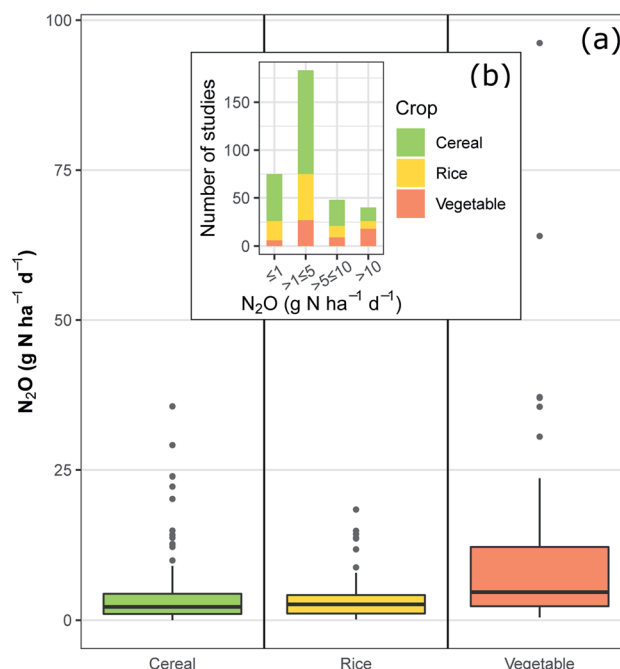 100
(a)
(b)
150
100
50
0
Number of studies
≤1
>1≤5
>5≤10
>10
N₂O (g N ha⁻¹ d⁻¹)
Crop
Cereal
Rice
Vegetable
75
50
25
0
N₂O (g N ha⁻¹ d⁻¹)
Cereal
Rice
Vegetable